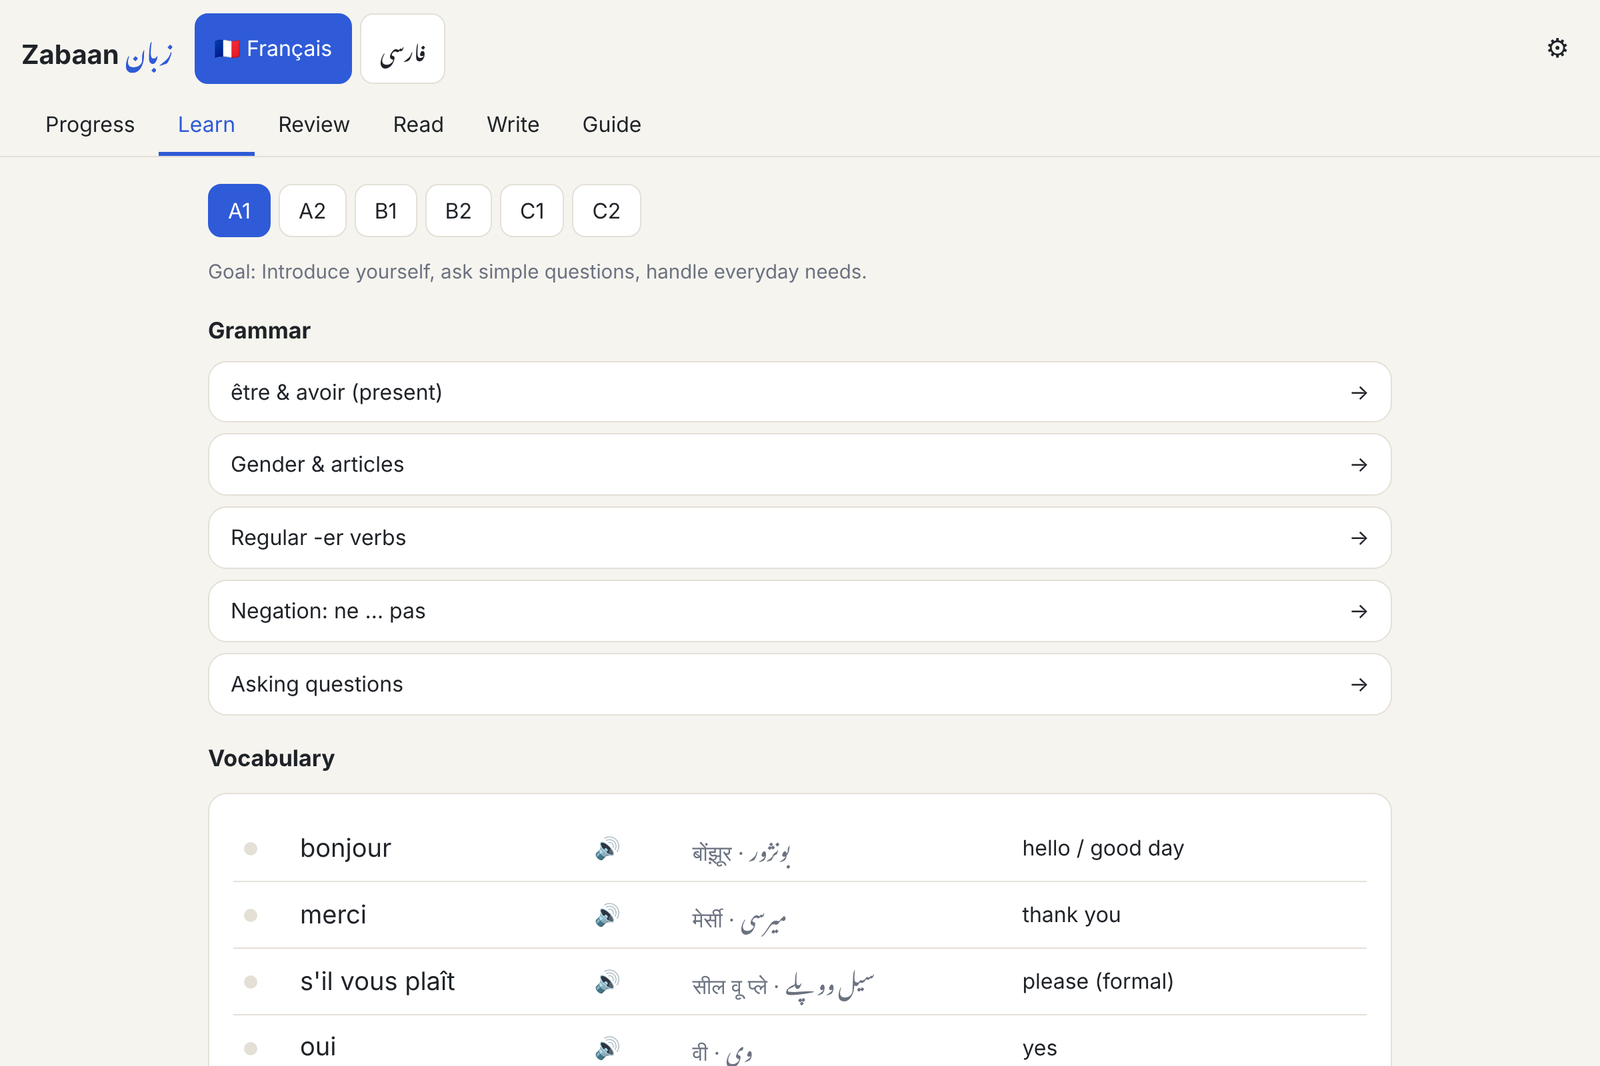 Zabaan زبان 🇫🇷 Français فارسی ⚙
Progress Learn Review Read Write Guide
A1 A2 B1 B2 C1 C2
Goal: Introduce yourself, ask simple questions, handle everyday needs.
Grammar
être & avoir (present) →
Gender & articles →
Regular -er verbs →
Negation: ne ... pas →
Asking questions →
Vocabulary
bonjour 🔊 बोंझूर · بونژور hello / good day
merci 🔊 मेर्सी · میرسی thank you
s'il vous plaît 🔊 सील वू प्ले · سیل وو پلے please (formal)
oui 🔊 वी · وی yes